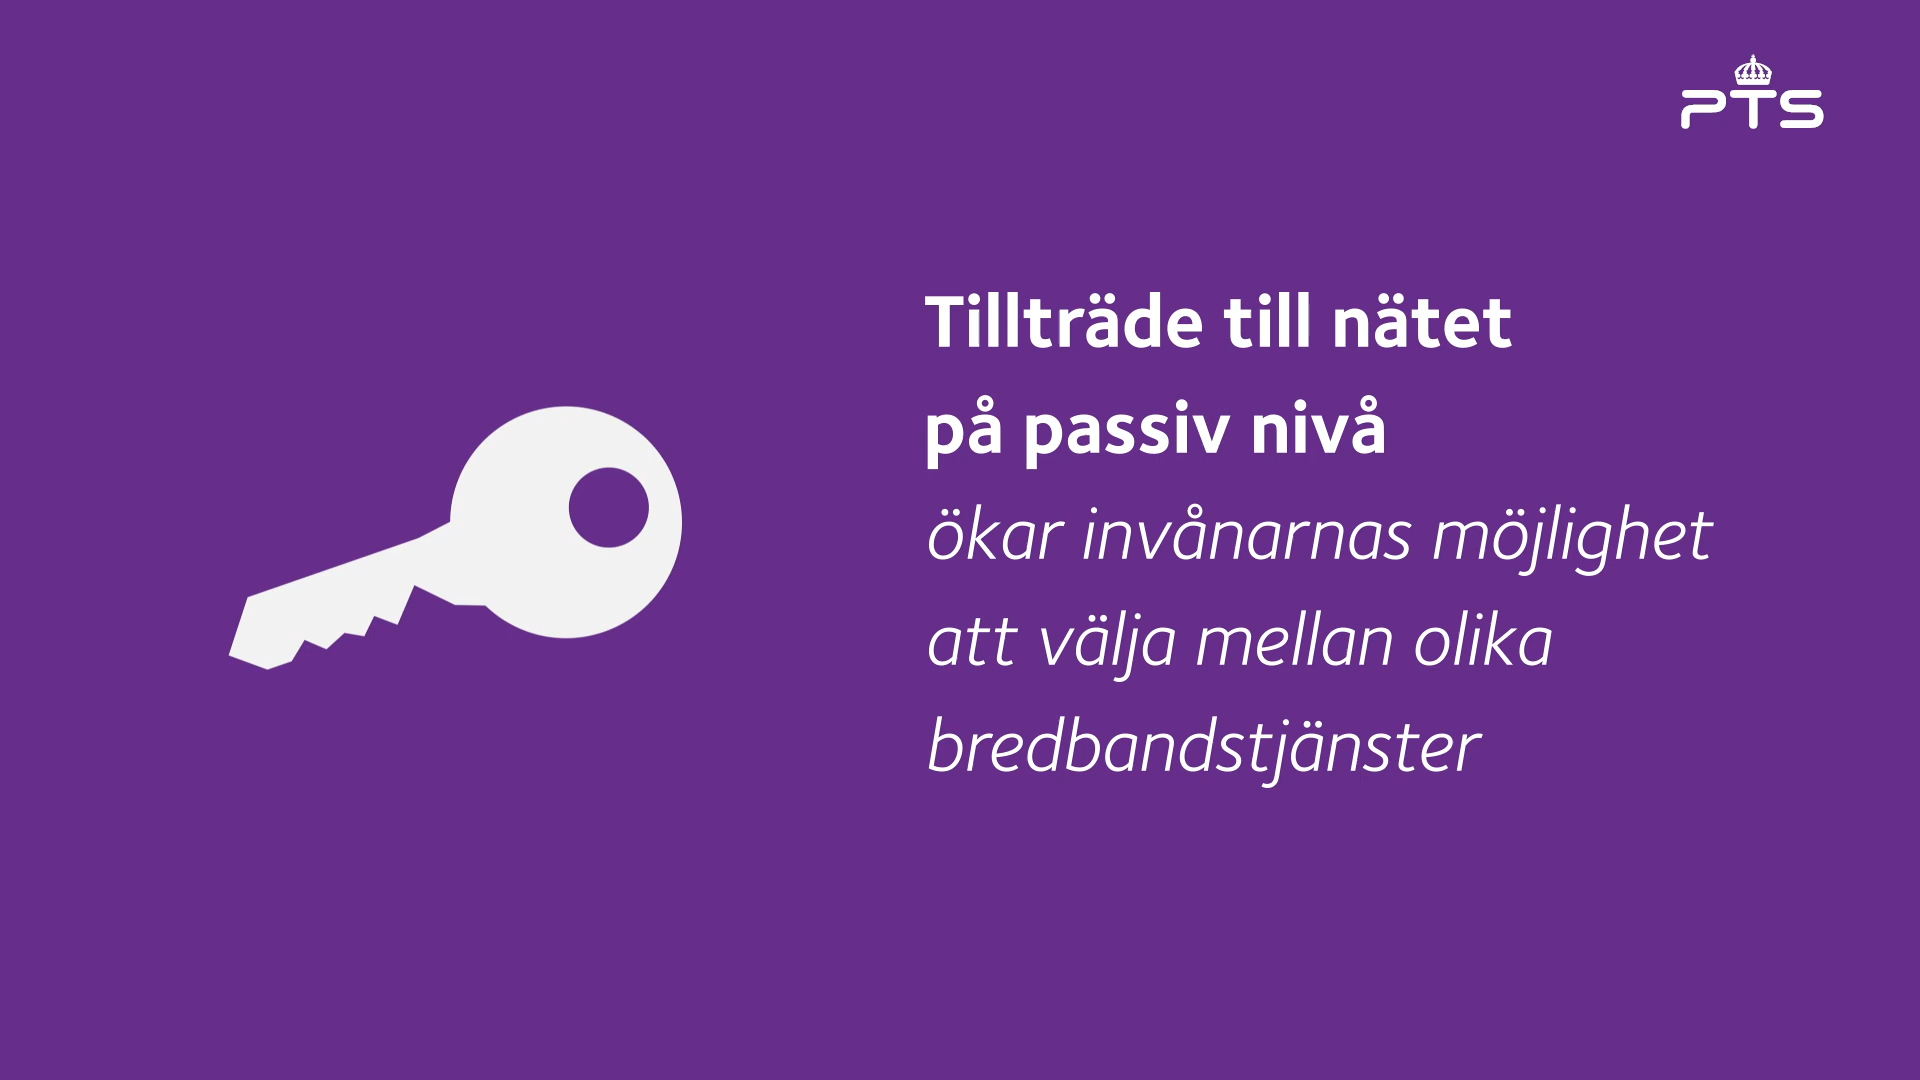 PTS
Tillträde till nätet
på passiv nivå
ökar invånarnas möjlighet
att välja mellan olika
bredbandstjänster